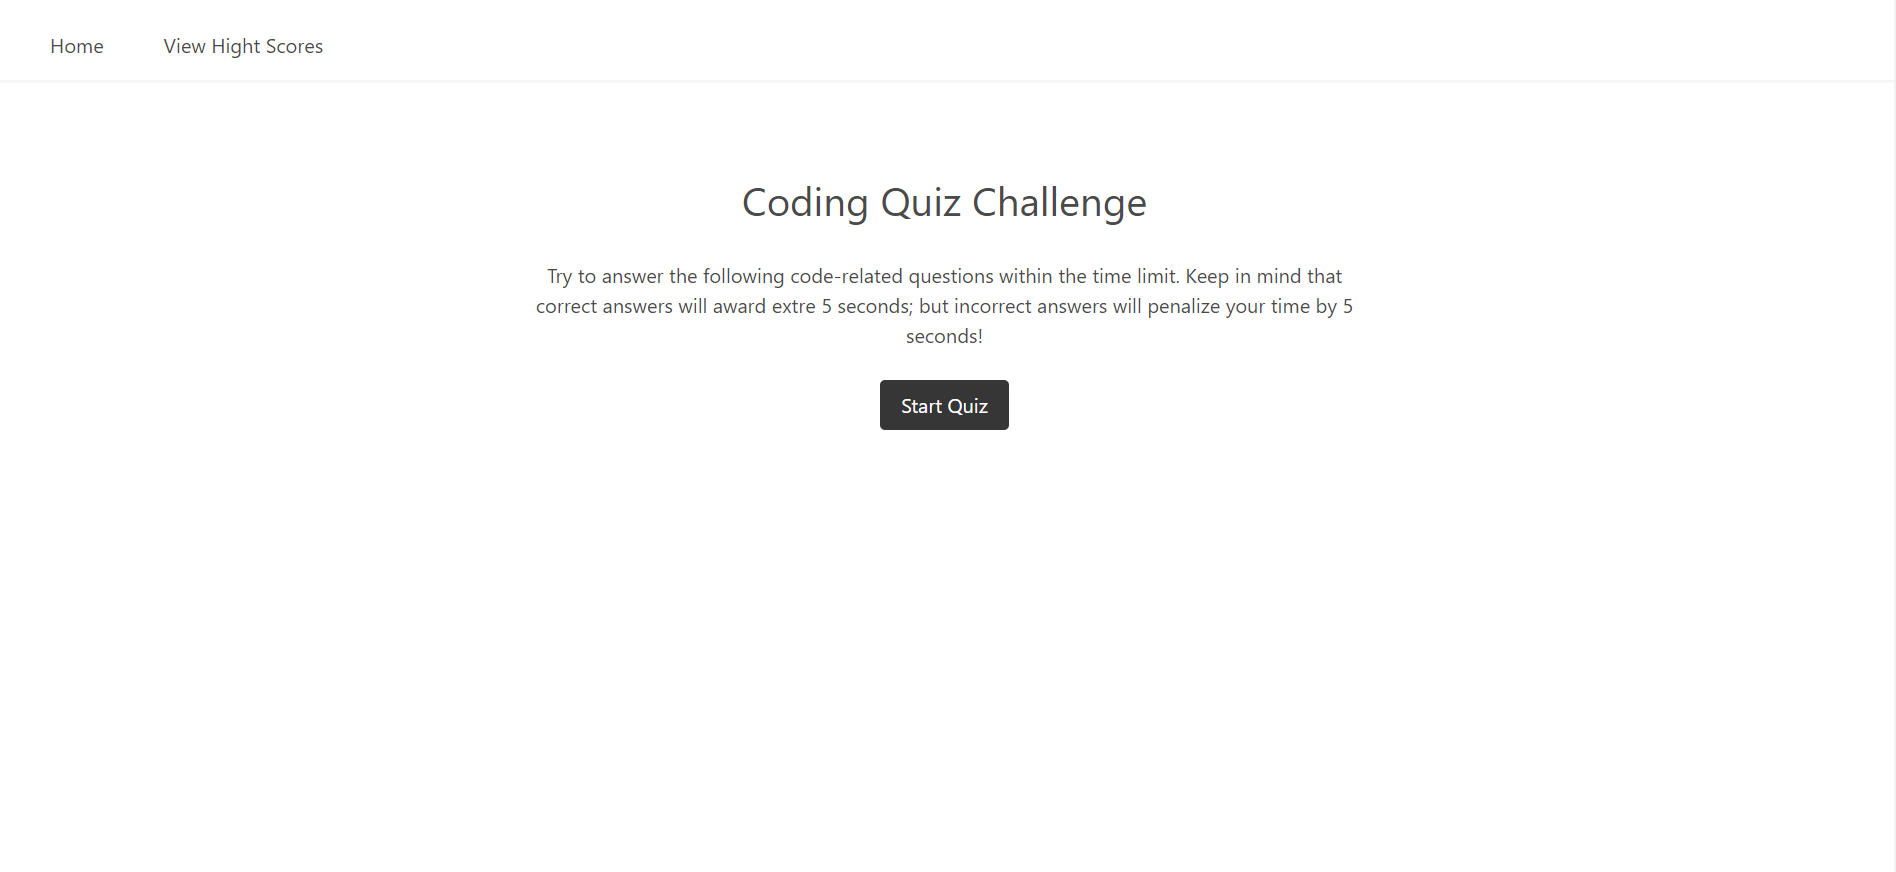 Home View Hight Scores
Coding Quiz Challenge
Try to answer the following code-related questions within the time limit. Keep in mind that
correct answers will award extre 5 seconds; but incorrect answers will penalize your time by 5
seconds!
Start Quiz